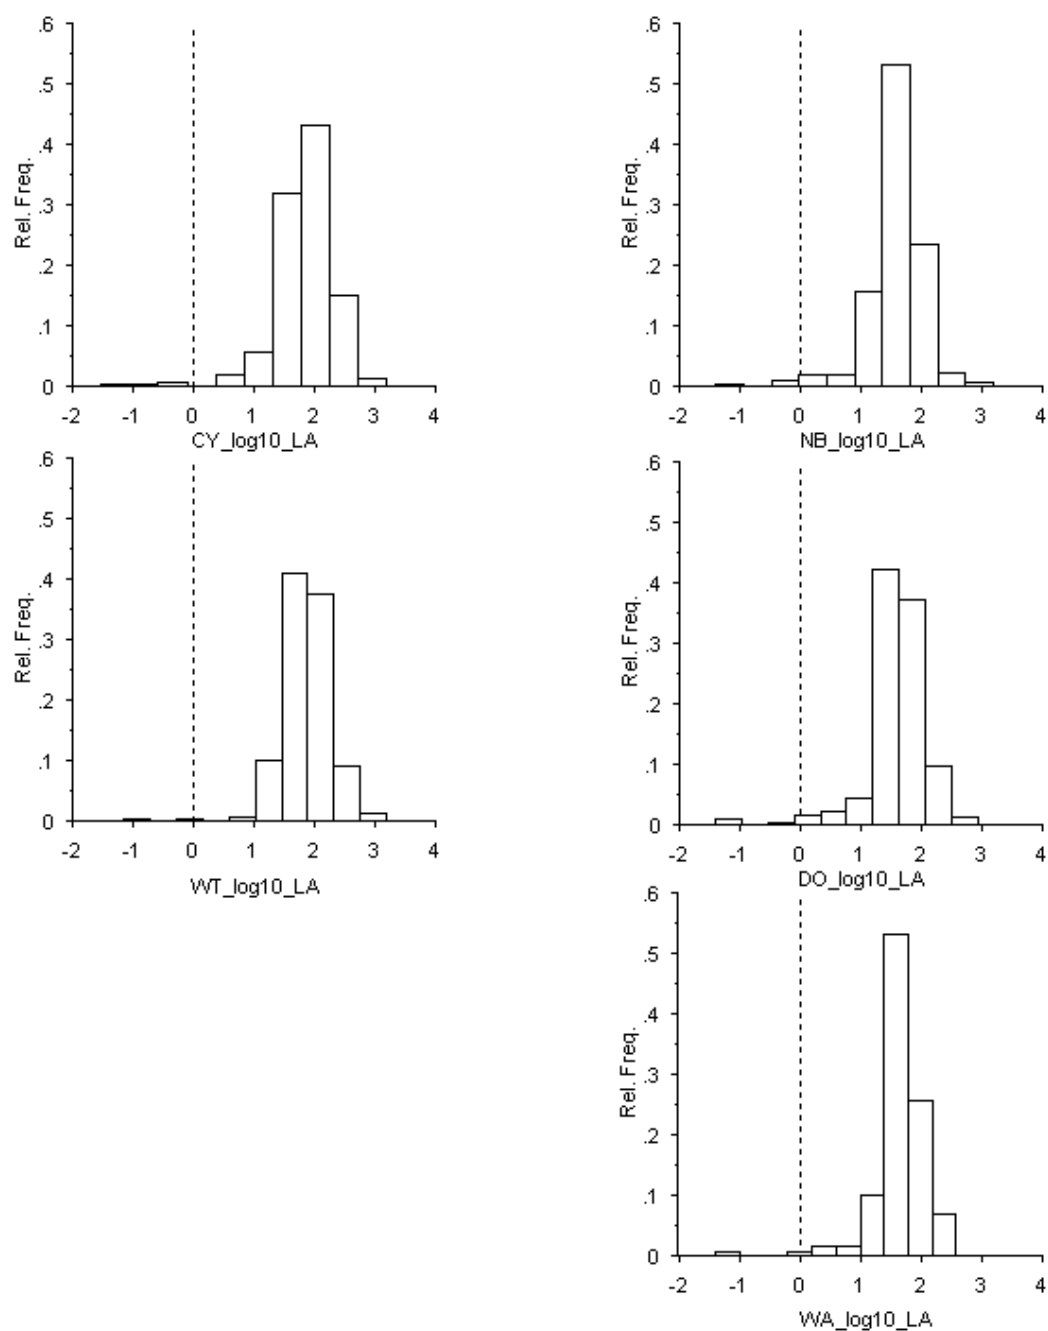 .6
.5
.4
.3
.2
.1
0
Rel. Freq.
-2 -1 0 1 2 3 4
CY_log10_LA
.6
.5
.4
.3
.2
.1
0
Rel. Freq.
-2 -1 0 1 2 3 4
NB_log10_LA
.6
.5
.4
.3
.2
.1
0
Rel. Freq.
-2 -1 0 1 2 3 4
WT_log10_LA
.6
.5
.4
.3
.2
.1
0
Rel. Freq.
-2 -1 0 1 2 3 4
DO_log10_LA
.6
.5
.4
.3
.2
.1
0
Rel. Freq.
-2 -1 0 1 2 3 4
WA_log10_LA